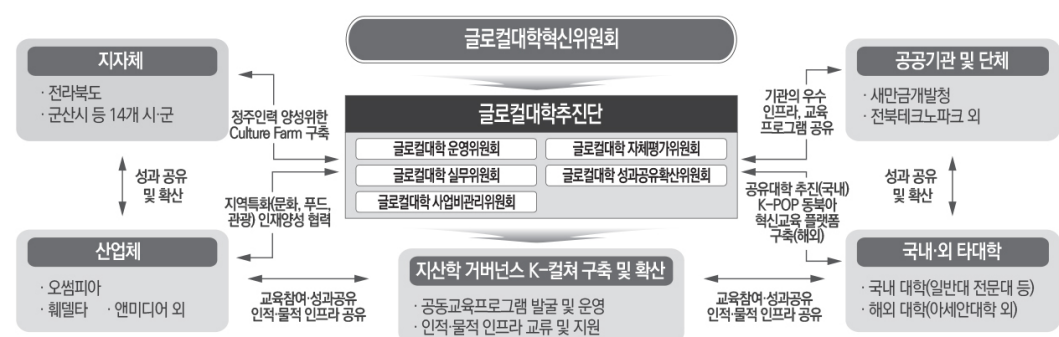 글로컬대학혁신위원회
지자체
· 전라북도
· 군산시 등 14개 시·군
정주인력 양성위한
Culture Farm 구축
글로컬대학추진단
글로컬대학 운영위원회
글로컬대학 자체평가위원회
글로컬대학 실무위원회
글로컬대학 성과공유확산위원회
글로컬대학 사업비관리위원회
기관의 우수
인프라, 교육
프로그램 공유
공공기관 및 단체
· 새만금개발청
· 전북테크노파크 외
성과 공유
및 확산
지역특화(문화, 푸드,
관광) 인재양성 협력
공유대학 추진(국내)
K-POP 동북아
혁신교육 플랫폼
구축(해외)
성과 공유
및 확산
산업체
· 오썸피아
· 훼델타 · 앤미디어 외
교육참여·성과공유
인적·물적 인프라 공유
지산학 거버넌스 K-컬쳐 구축 및 확산
· 공동교육프로그램 발굴 및 운영
· 인적·물적 인프라 교류 및 지원
교육참여·성과공유
인적·물적 인프라 공유
국내·외 타대학
· 국내 대학(일반대 전문대 등)
· 해외 대학(아세안대학 외)